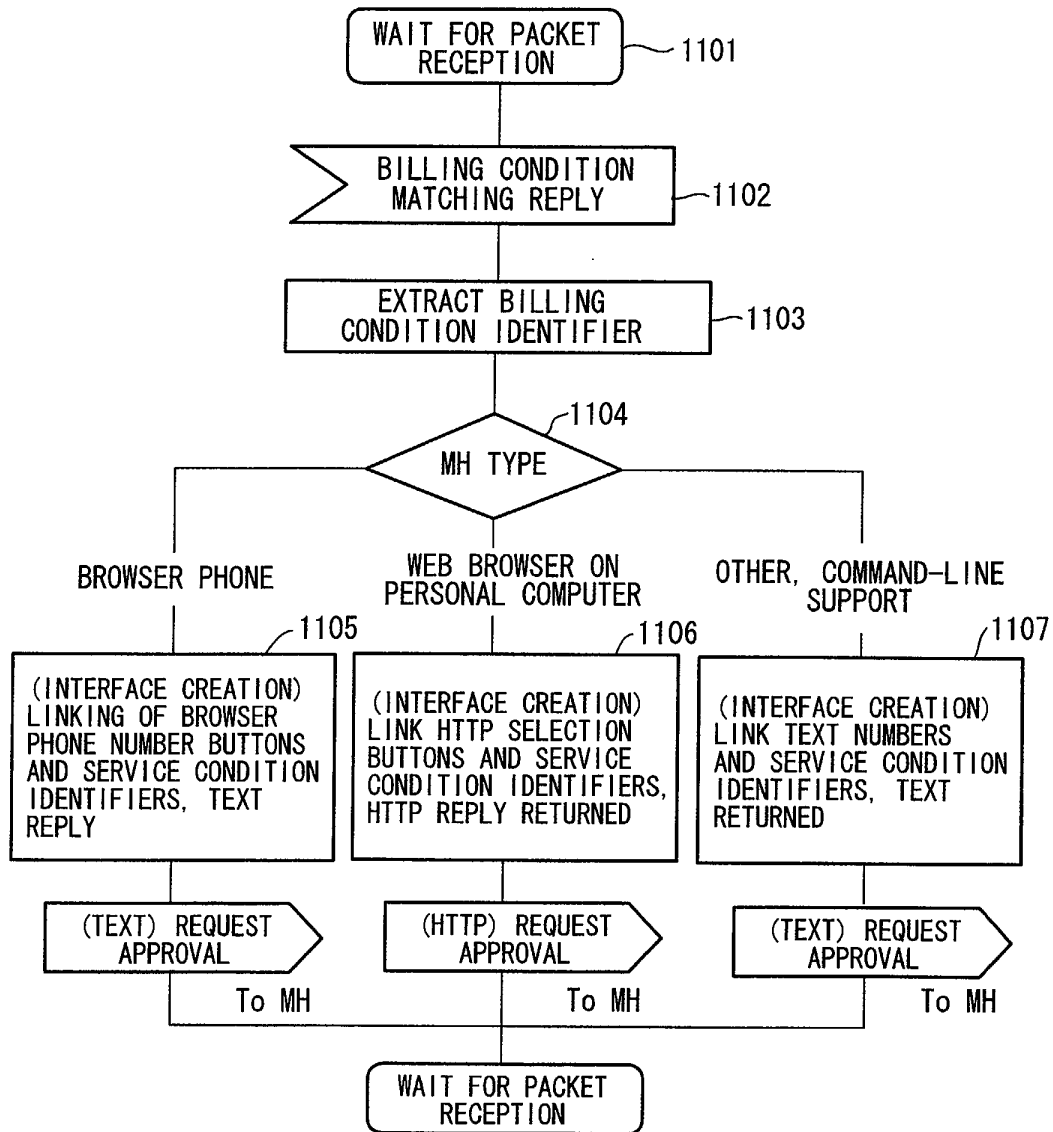 WAIT FOR PACKET
RECEPTION
1101
BILLING CONDITION
MATCHING REPLY
1102
EXTRACT BILLING
CONDITION IDENTIFIER
1103
1104
MH TYPE
BROWSER PHONE
WEB BROWSER ON
PERSONAL COMPUTER
OTHER, COMMAND-LINE
SUPPORT
1105
(INTERFACE CREATION)
LINKING OF BROWSER
PHONE NUMBER BUTTONS
AND SERVICE CONDITION
IDENTIFIERS, TEXT
REPLY
1106
(INTERFACE CREATION)
LINK HTTP SELECTION
BUTTONS AND SERVICE
CONDITION IDENTIFIERS,
HTTP REPLY RETURNED
1107
(INTERFACE CREATION)
LINK TEXT NUMBERS
AND SERVICE CONDITION
IDENTIFIERS, TEXT
RETURNED
(TEXT) REQUEST
APPROVAL
To MH
(HTTP) REQUEST
APPROVAL
To MH
(TEXT) REQUEST
APPROVAL
To MH
WAIT FOR PACKET
RECEPTION